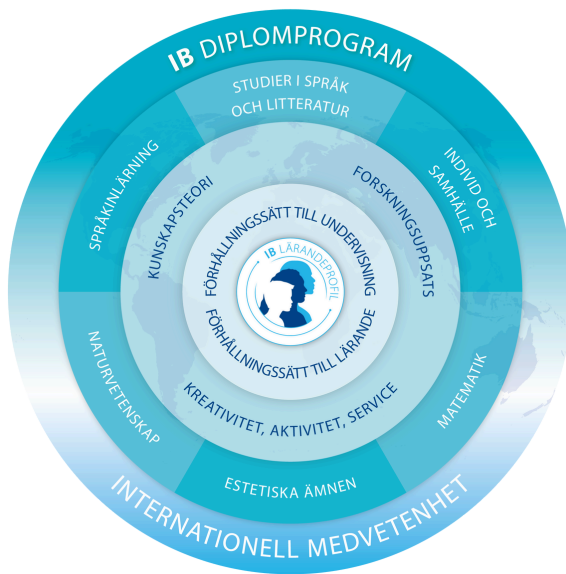 IB DIPLOMPROGRAM
STUDIER I SPRÅK
OCH LITTERATUR
SPRÅKINLÄRNING
INDIVID OCH
SAMHÄLLE
KUNSKAPSTEORI
FORSKNINGSUPPSATS
FÖRHÅLLNINGSSÄTT TILL UNDERVISNING
IB LÄRANDEPROFIL
FÖRHÅLLNINGSSÄTT TILL LÄRANDE
KREATIVITET, AKTIVITET, SERVICE
NATURVETENSKAP
MATEMATIK
ESTETISKA ÄMNEN
INTERNATIONELL MEDVETENHET